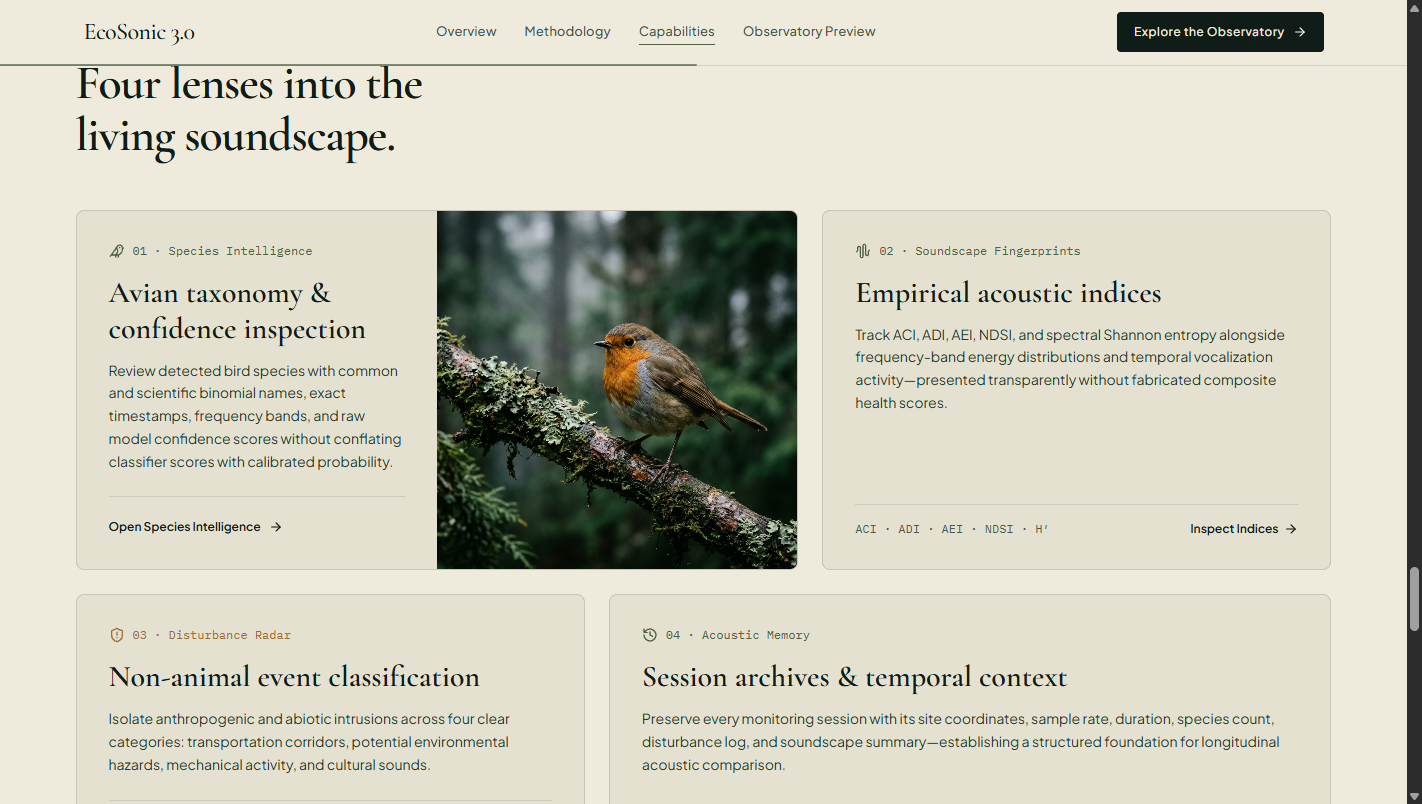 EcoSonic 3.0
Overview
Methodology
Capabilities
Observatory Preview
Explore the Observatory →
Four lenses into the
living soundscape.
01 · Species Intelligence
Avian taxonomy &
confidence inspection
Review detected bird species with common
and scientific binomial names, exact
timestamps, frequency bands, and raw
model confidence scores without conflating
classifier scores with calibrated probability.
Open Species Intelligence →
02 · Soundscape Fingerprints
Empirical acoustic indices
Track ACI, ADI, AEI, NDSI, and spectral Shannon entropy alongside
frequency-band energy distributions and temporal vocalization
activity—presented transparently without fabricated composite
health scores.
ACI · ADI · AEI · NDSI · H′
Inspect Indices →
03 · Disturbance Radar
Non-animal event classification
Isolate anthropogenic and abiotic intrusions across four clear
categories: transportation corridors, potential environmental
hazards, mechanical activity, and cultural sounds.
04 · Acoustic Memory
Session archives & temporal context
Preserve every monitoring session with its site coordinates, sample rate, duration, species count,
disturbance log, and soundscape summary—establishing a structured foundation for longitudinal
acoustic comparison.